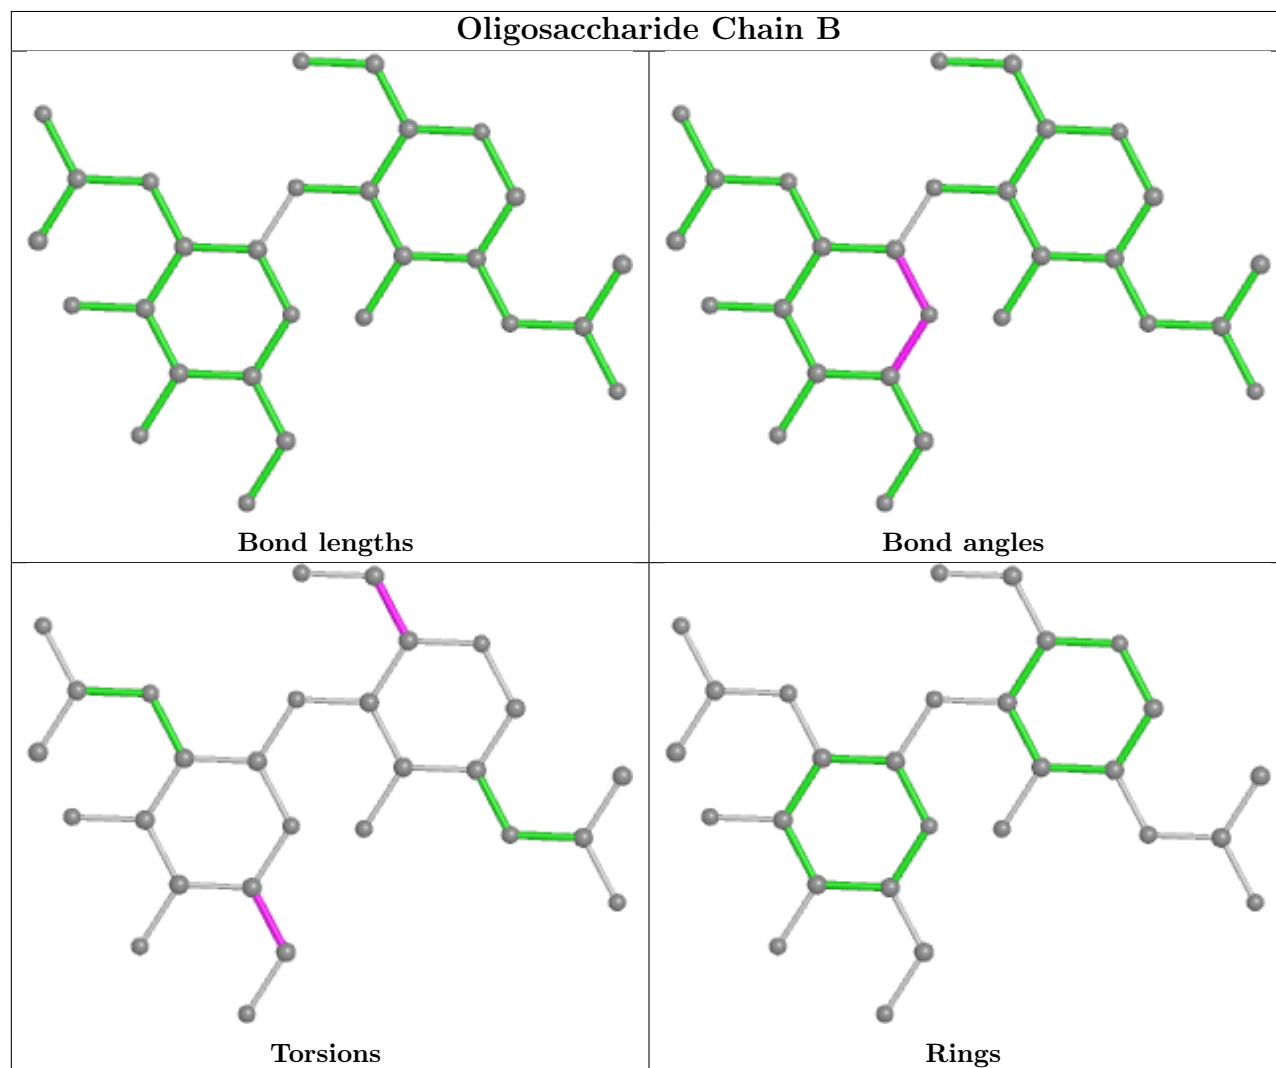 Oligosaccharide Chain B
Bond lengths
Bond angles
Torsions
Rings